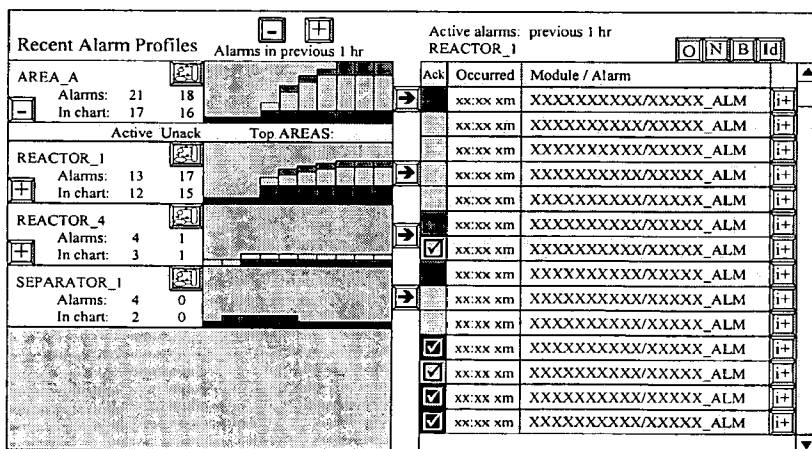 Recent Alarm Profiles
- +
Alarms in previous 1 hr
AREA_A
Alarms: 21 18
In chart: 17 16
-
Active Unack Top AREAS:
REACTOR_1
Alarms: 13 17
In chart: 12 15
+
REACTOR_4
Alarms: 4 1
In chart: 3 1
+
SEPARATOR_1
Alarms: 4 0
In chart: 2 0
Active alarms: previous 1 hr
REACTOR_1
O N B 1d
Ack Occurred Module / Alarm
xx:xx xm XXXXXXXXXX/XXXXX_ALM i+
xx:xx xm XXXXXXXXXX/XXXXX_ALM i+
xx:xx xm XXXXXXXXXX/XXXXX_ALM i+
xx:xx xm XXXXXXXXXX/XXXXX_ALM i+
xx:xx xm XXXXXXXXXX/XXXXX_ALM i+
xx:xx xm XXXXXXXXXX/XXXXX_ALM i+
xx:xx xm XXXXXXXXXX/XXXXX_ALM i+
xx:xx xm XXXXXXXXXX/XXXXX_ALM i+
xx:xx xm XXXXXXXXXX/XXXXX_ALM i+
xx:xx xm XXXXXXXXXX/XXXXX_ALM i+
xx:xx xm XXXXXXXXXX/XXXXX_ALM i+
xx:xx xm XXXXXXXXXX/XXXXX_ALM i+
xx:xx xm XXXXXXXXXX/XXXXX_ALM i+
xx:xx xm XXXXXXXXXX/XXXXX_ALM i+